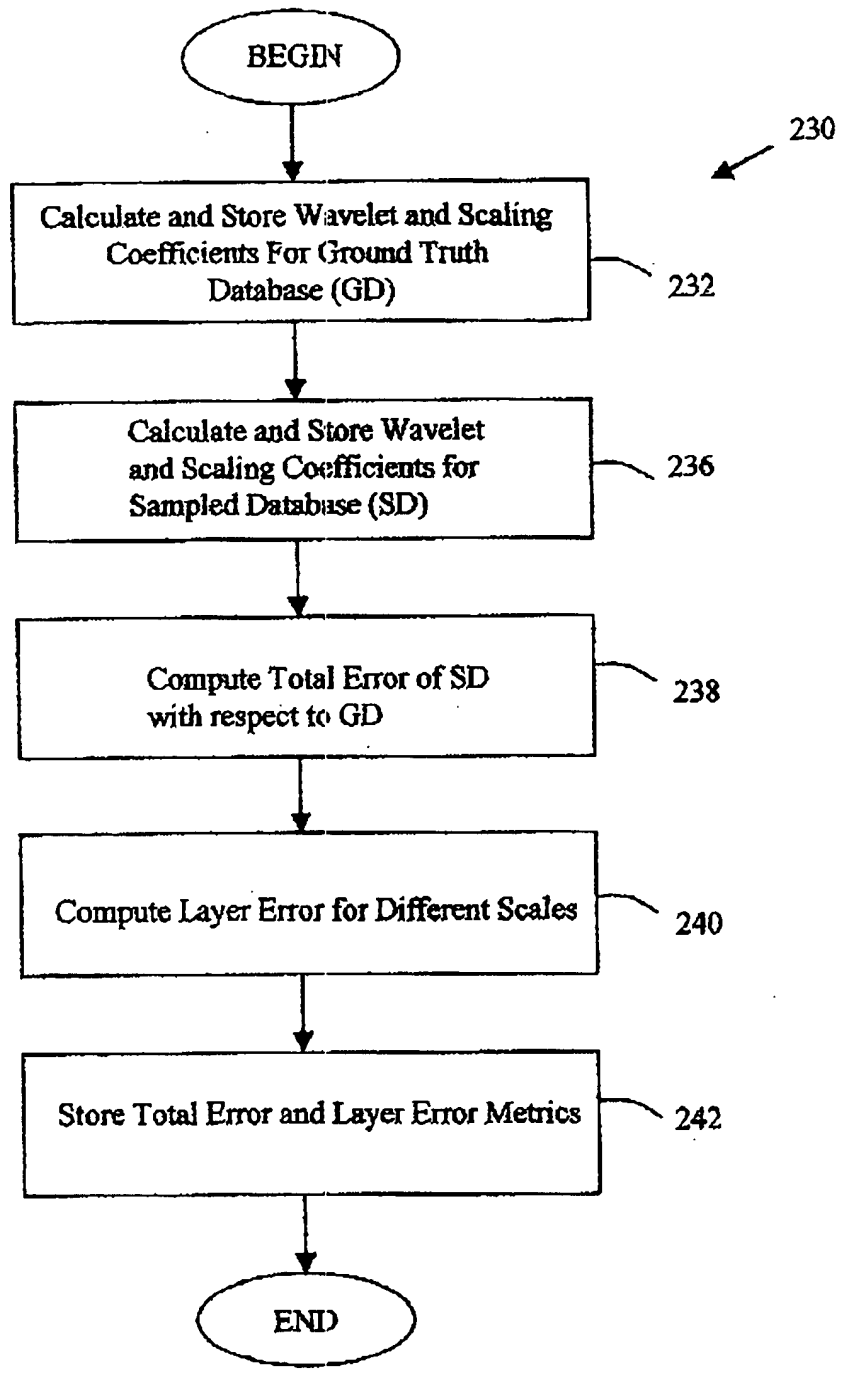 BEGIN
230
Calculate and Store Wavelet and Scaling
Coefficients For Ground Truth
Database (GD)
232
Calculate and Store Wavelet
and Scaling Coefficients for
Sampled Database (SD)
236
Compute Total Error of SD
with respect to GD
238
Compute Layer Error for Different Scales
240
Store Total Error and Layer Error Metrics
242
END